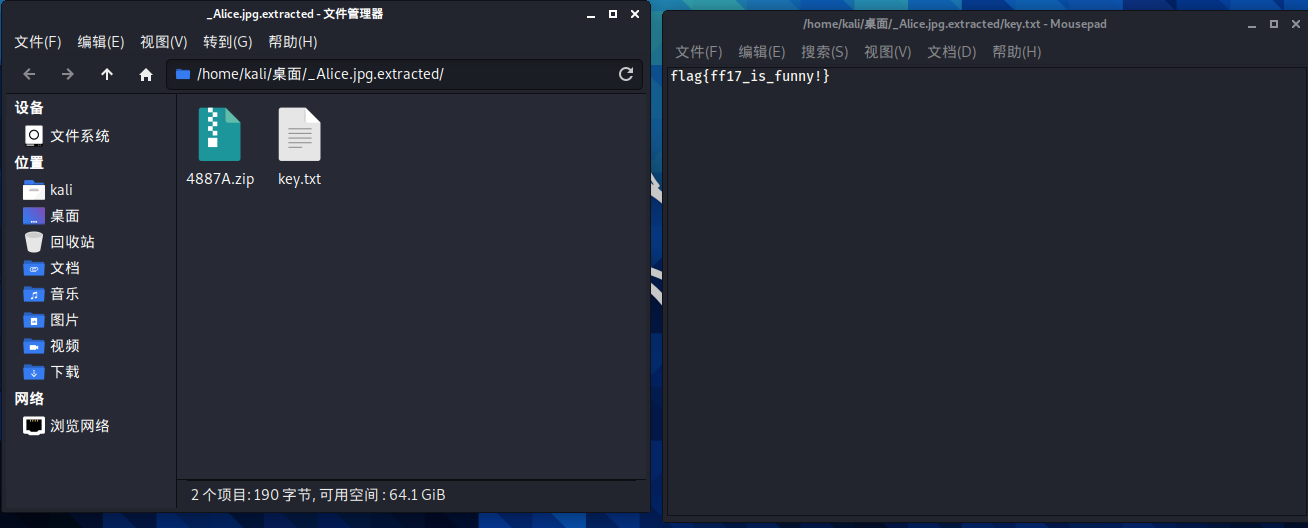 _Alice.jpg.extracted - 文件管理器
文件(F) 编辑(E) 视图(V) 转到(G) 帮助(H)
/home/kali/桌面/_Alice.jpg.extracted/
设备
文件系统
位置
kali
桌面
回收站
文档
音乐
图片
视频
下载
网络
浏览网络
4887A.zip key.txt
2 个项目: 190 字节, 可用空间 : 64.1 GiB
/home/kali/桌面/_Alice.jpg.extracted/key.txt - Mousepad
文件(F) 编辑(E) 搜索(S) 视图(V) 文档(D) 帮助(H)
flag{ff17_is_funny!}